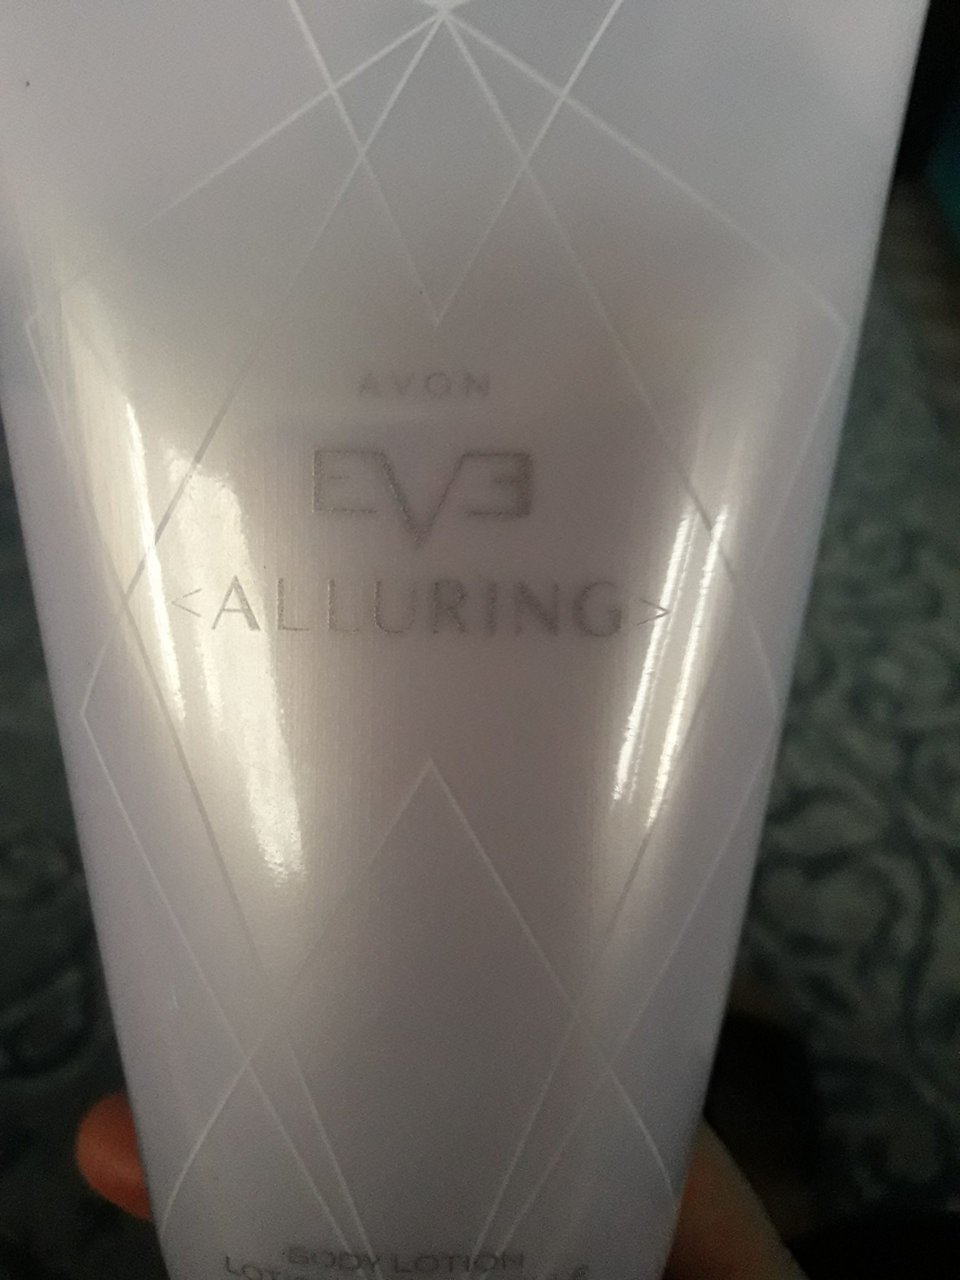 AVON
EVE
<ALLURING>
BODY LOTION